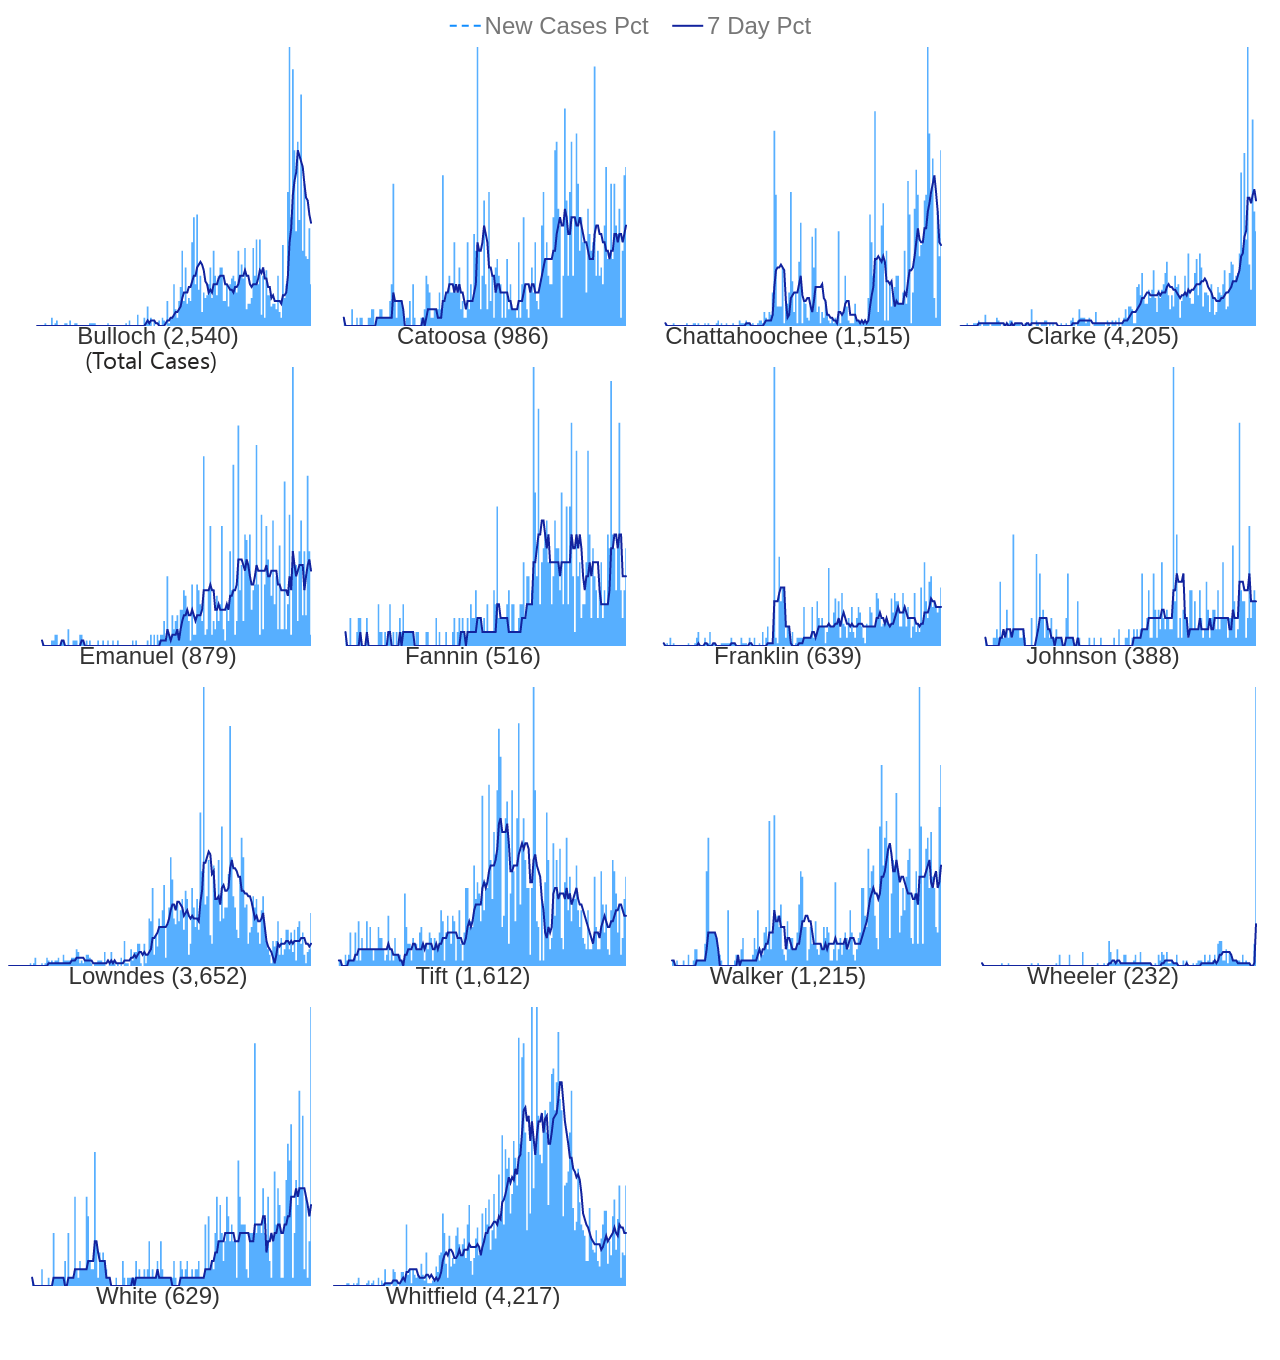 New Cases Pct 7 Day Pct
Bulloch (2,540) Catoosa (986) Chattahoochee (1,515) Clarke (4,205)
(Total Cases)
Emanuel (879) Fannin (516) Franklin (639) Johnson (388)
Lowndes (3,652) Tift (1,612) Walker (1,215) Wheeler (232)
White (629) Whitfield (4,217)